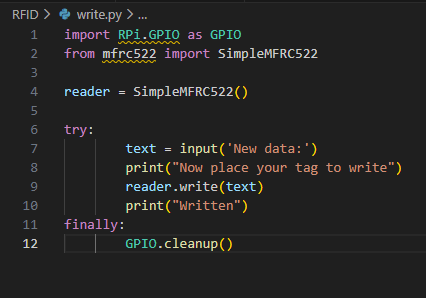 RFID > write.py > ...
1 import RPi.GPIO as GPIO
2 from mfrc522 import SimpleMFRC522
3
4 reader = SimpleMFRC522()
5
6 try:
7         text = input('New data:')
8         print("Now place your tag to write")
9         reader.write(text)
10         print("Written")
11 finally:
12         GPIO.cleanup()